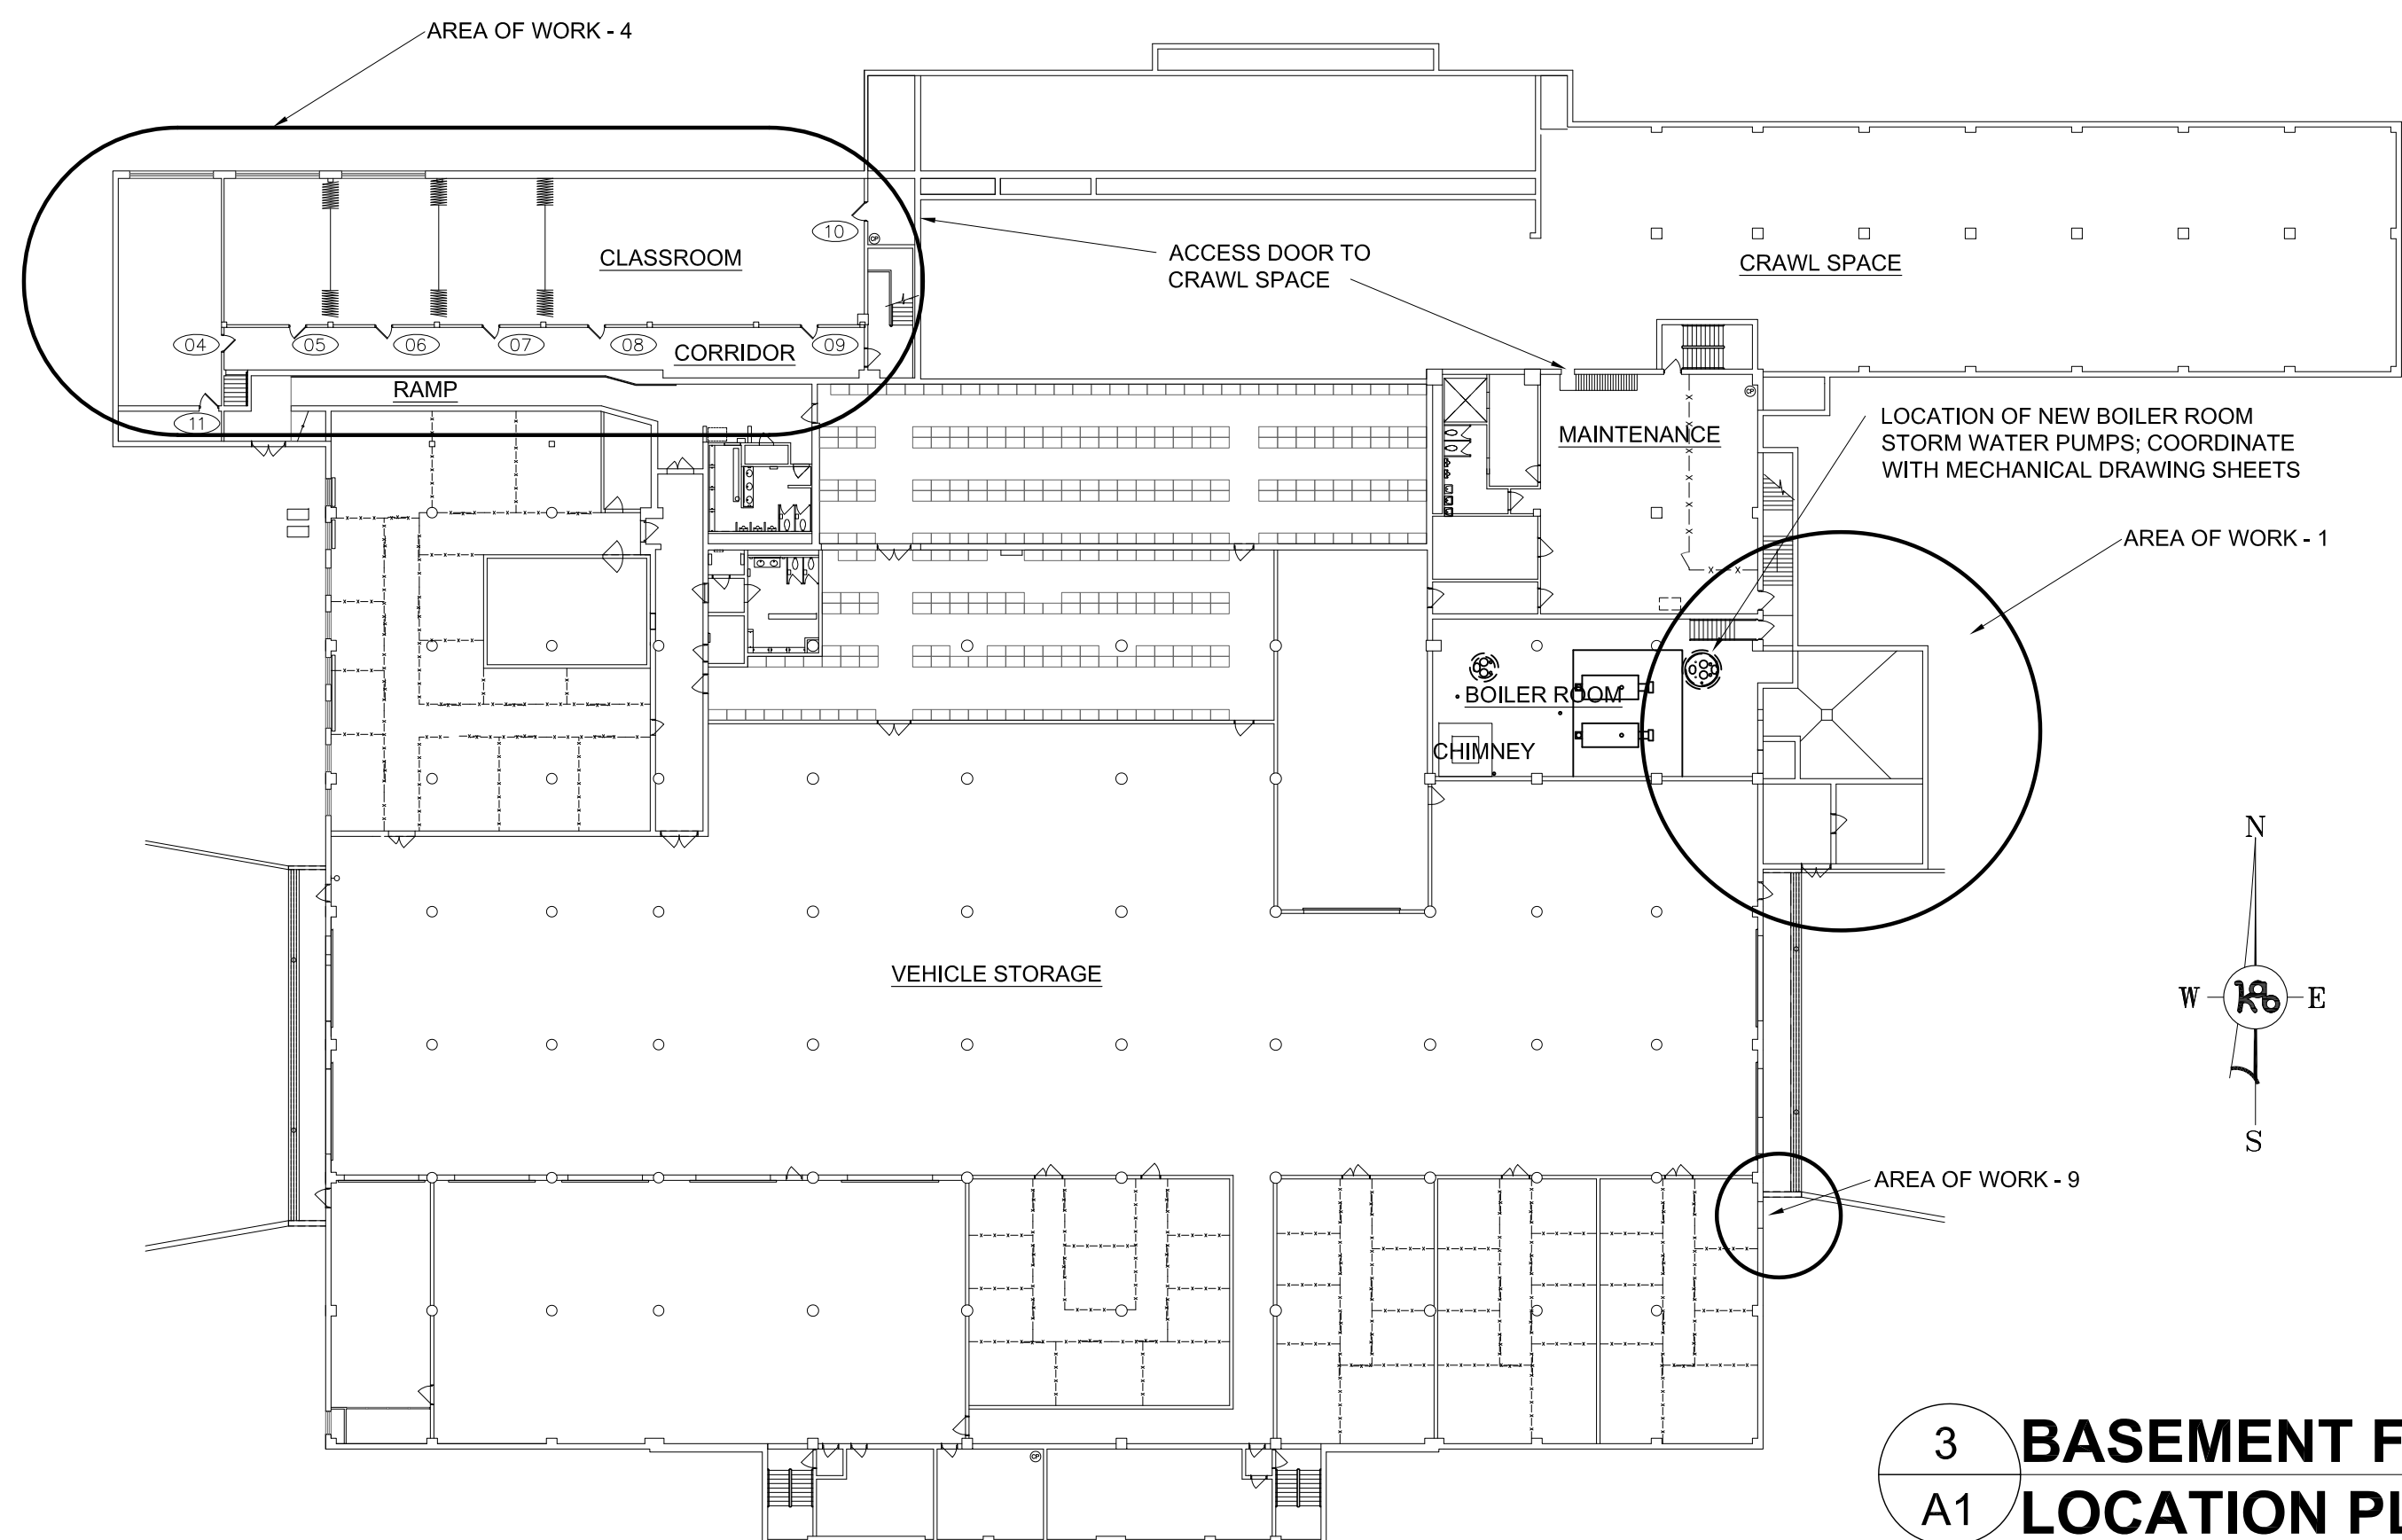 AREA OF WORK - 4
CLASSROOM
10
ACCESS DOOR TO
CRAWL SPACE
CRAWL SPACE
04
05
06
07
08
09
CORRIDOR
RAMP
11
MAINTENANCE
LOCATION OF NEW BOILER ROOM
STORM WATER PUMPS; COORDINATE
WITH MECHANICAL DRAWING SHEETS
AREA OF WORK - 1
BOILER ROOM
CHIMNEY
N
W
E
S
VEHICLE STORAGE
AREA OF WORK - 9
3
A1
BASEMENT F
LOCATION PL